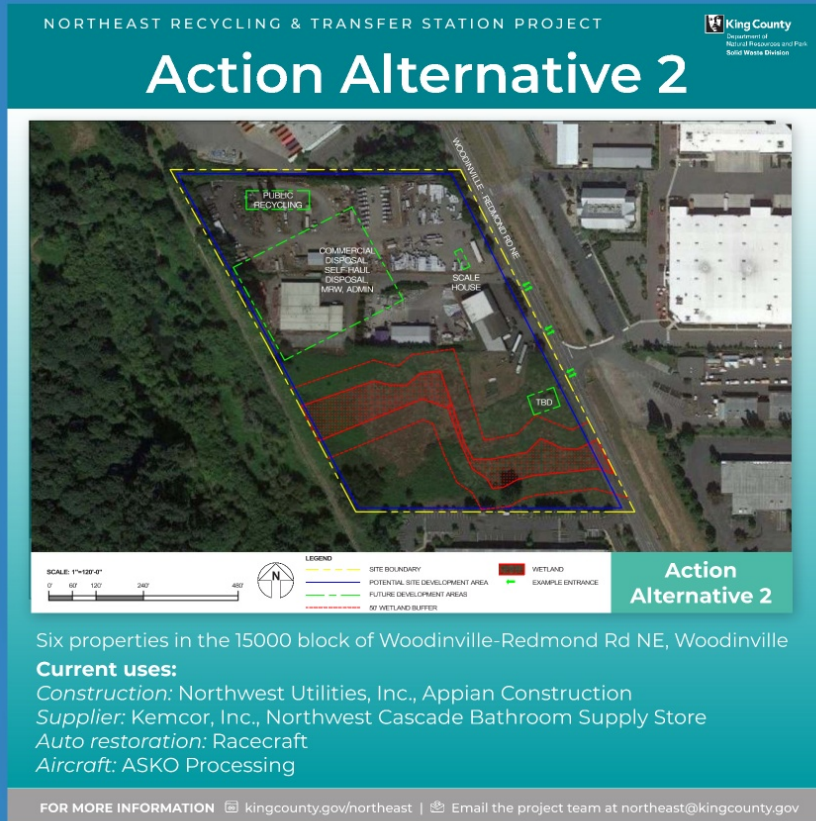 NORTHEAST RECYCLING & TRANSFER STATION PROJECT
King County
Department of
Natural Resources and Park
Solid Waste Division
Action Alternative 2
WOODINVILLE - REDMOND RD NE
PUBLIC
RECYCLING
COMMERCIAL
DISPOSAL,
SELF-HAUL
DISPOSAL,
MRW, ADMIN
SCALE
HOUSE
TBD
SCALE: 1"=120'-0"
0' 60' 120' 240' 480'
N
LEGEND
SITE BOUNDARY
POTENTIAL SITE DEVELOPMENT AREA
FUTURE DEVELOPMENT AREAS
50' WETLAND BUFFER
WETLAND
EXAMPLE ENTRANCE
Action
Alternative 2
Six properties in the 15000 block of Woodinville-Redmond Rd NE, Woodinville
Current uses:
Construction: Northwest Utilities, Inc., Appian Construction
Supplier: Kemcor, Inc., Northwest Cascade Bathroom Supply Store
Auto restoration: Racecraft
Aircraft: ASKO Processing
FOR MORE INFORMATION kingcounty.gov/northeast | Email the project team at northeast@kingcounty.gov